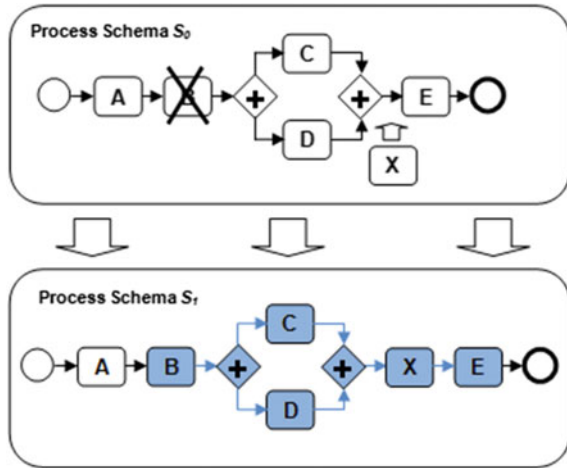 Process Schema S0
C
A
B
+
+
E
D
X
Process Schema S1
C
A
B
+
+
X
E
D